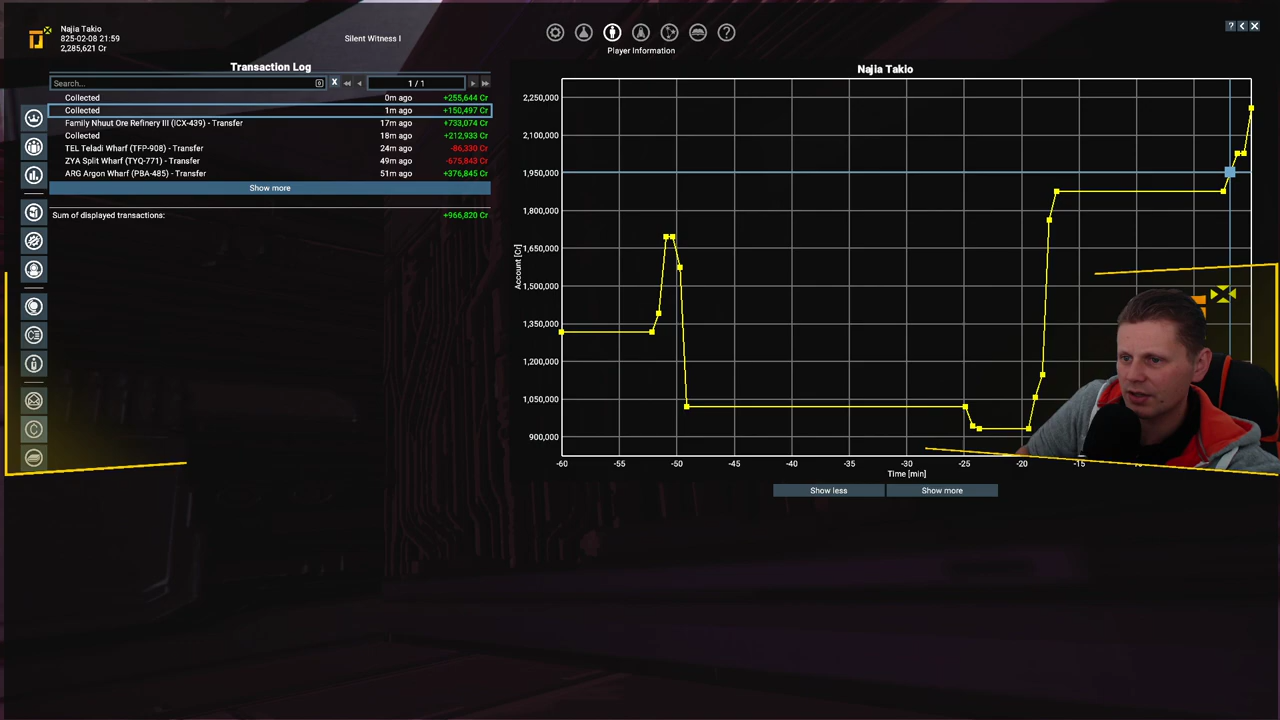 Najia Takio
825-02-08 21:59
2,285,621 Cr
Silent Witness I
Player Information
?
Transaction Log
Search...
1 / 1
Collected 0m ago +255,644 Cr
Collected 1m ago +150,497 Cr
Family Nhuut Ore Refinery III (ICX-439) - Transfer 17m ago +733,074 Cr
Collected 18m ago +212,933 Cr
TEL Teladi Wharf (TFP-908) - Transfer 24m ago -86,330 Cr
ZYA Split Wharf (TYQ-771) - Transfer 49m ago -675,843 Cr
ARG Argon Wharf (PBA-485) - Transfer 51m ago +376,845 Cr
Show more
Sum of displayed transactions: +966,820 Cr
Najia Takio
Account [Cr]
2,250,000
2,100,000
1,950,000
1,800,000
1,650,000
1,500,000
1,350,000
1,200,000
1,050,000
900,000
-60 -55 -50 -45 -40 -35 -30 -25 -20 -15
Time [min]
Show less Show more